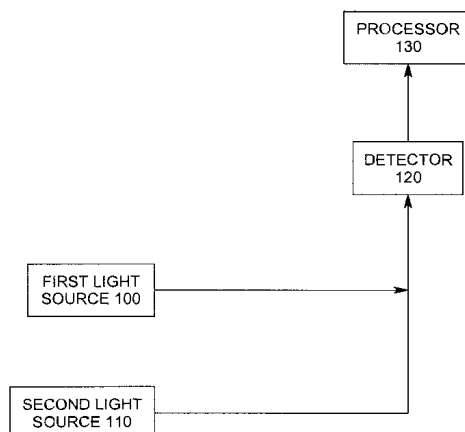 PROCESSOR
130
DETECTOR
120
FIRST LIGHT
SOURCE 100
SECOND LIGHT
SOURCE 110